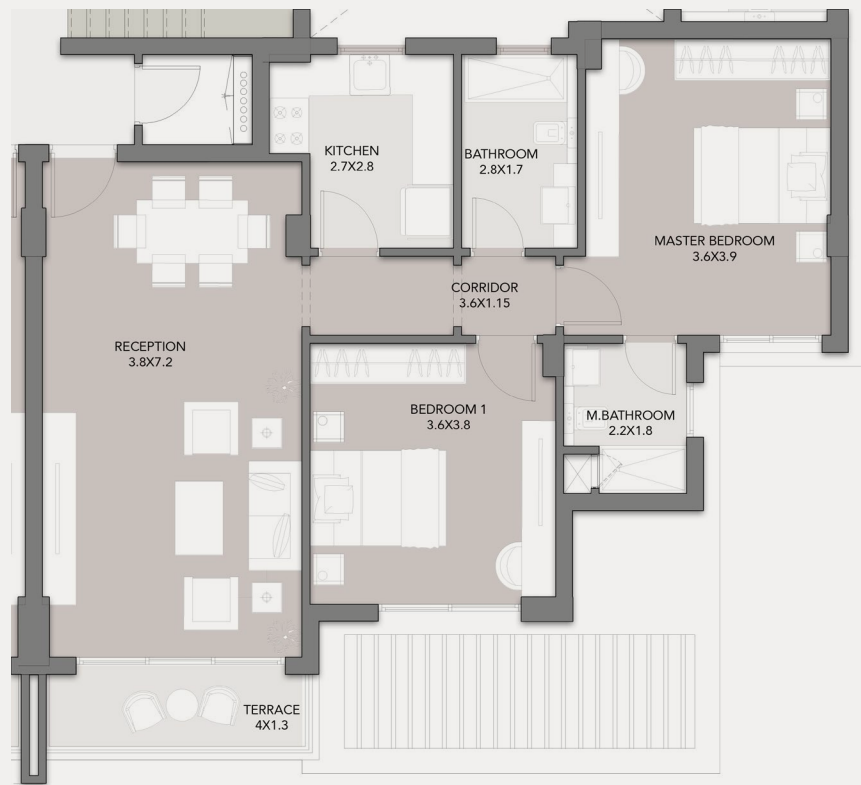 KITCHEN
2.7X2.8
BATHROOM
2.8X1.7
MASTER BEDROOM
3.6X3.9
CORRIDOR
3.6X1.15
RECEPTION
3.8X7.2
BEDROOM 1
3.6X3.8
M.BATHROOM
2.2X1.8
TERRACE
4X1.3